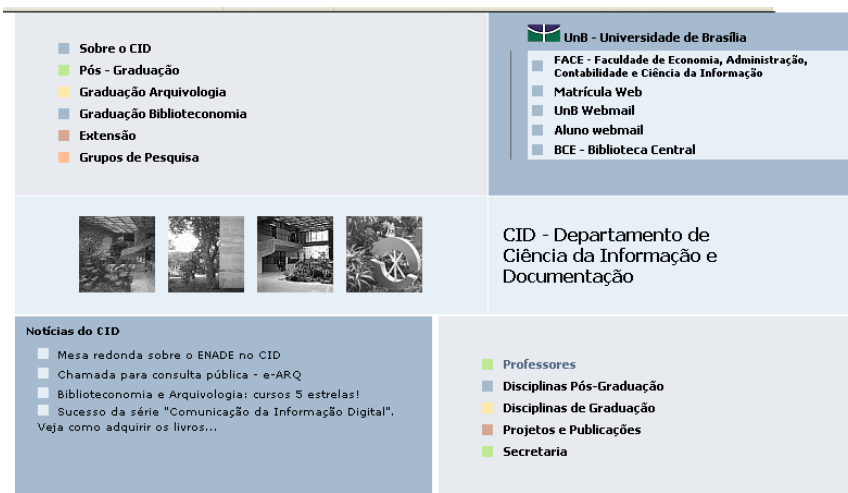 Sobre o CID
Pós - Graduação
Graduação Arquivologia
Graduação Biblioteconomia
Extensão
Grupos de Pesquisa
UnB - Universidade de Brasília
FACE - Faculdade de Economia, Administração,
Contabilidade e Ciência da Informação
Matrícula Web
UnB Webmail
Aluno webmail
BCE - Biblioteca Central
CID - Departamento de
Ciência da Informação e
Documentação
Notícias do CID
Mesa redonda sobre o ENADE no CID
Chamada para consulta pública - e-ARQ
Biblioteconomia e Arquivologia: cursos 5 estrelas!
Sucesso da série "Comunicação da Informação Digital".
Veja como adquirir os livros...
Professores
Disciplinas Pós-Graduação
Disciplinas de Graduação
Projetos e Publicações
Secretaria